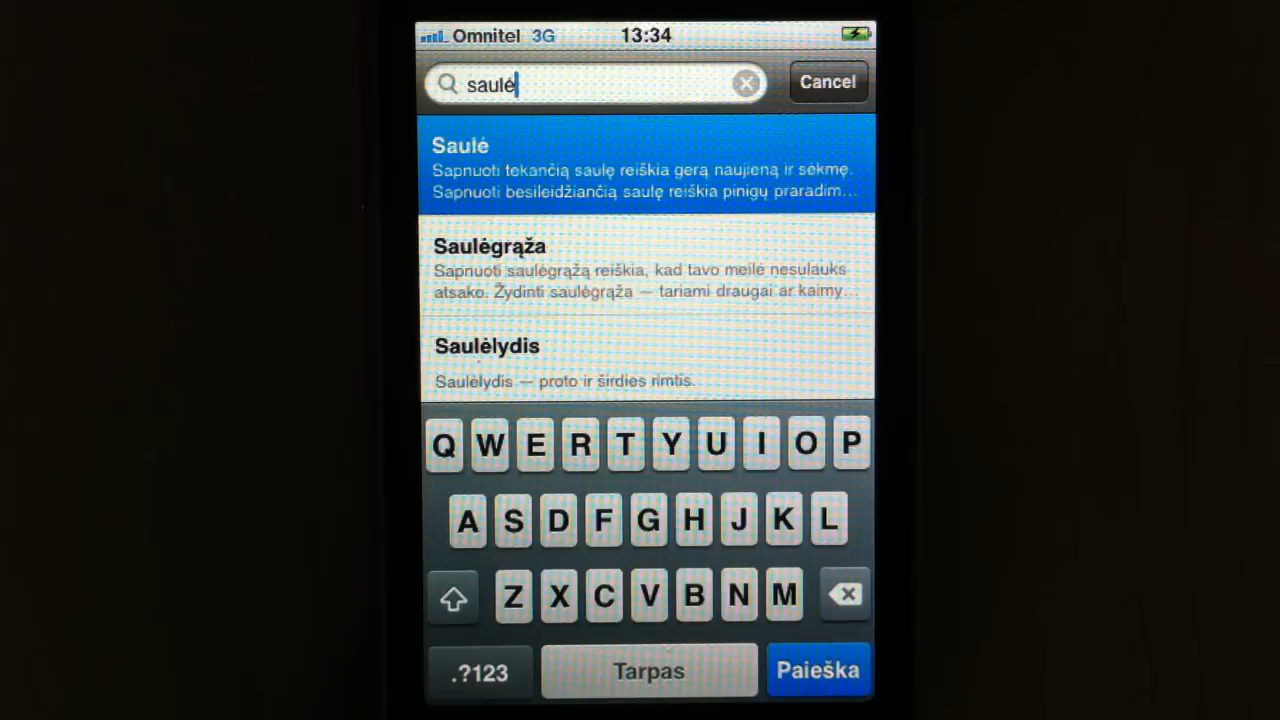 Omnitel 3G 13:34
saulė Cancel
Saulė
Sapnuoti tekančią saulę reiškia gerą naujieną ir sėkmę.
Sapnuoti besileidžiančią saulę reiškia pinigų praradim...
Saulėgrąža
Sapnuoti saulėgrąžą reiškia, kad tavo meilė nesulauks
atsako. Žydinti saulėgrąža — tariami draugai ar kaimy...
Saulėlydis
Saulėlydis — proto ir širdies rimtis.
Q W E R T Y U I O P
A S D F G H J K L
Z X C V B N M
.?123 Tarpas Paieška